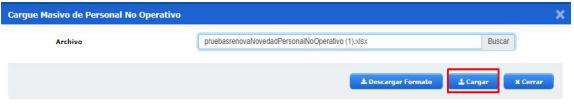 Cargue Masivo de Personal No Operativo
Archivo pruebasrenovaNovedadPersonalNoOperativo (1).xlsx Buscar
Descargar Formato Cargar Cerrar